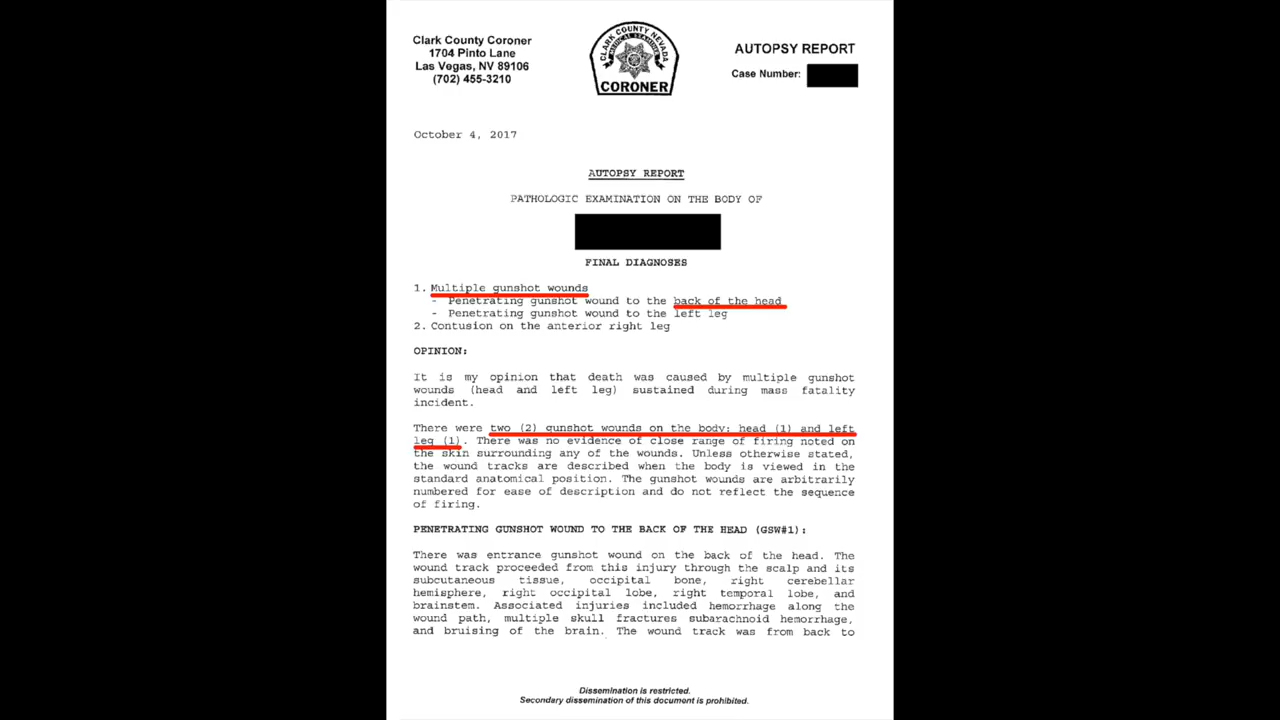 Clark County Coroner
1704 Pinto Lane
Las Vegas, NV 89106
(702) 455-3210
CLARK COUNTY NEVADA
MEDICAL EXAMINER
CORONER
AUTOPSY REPORT
Case Number:
October 4, 2017
AUTOPSY REPORT
PATHOLOGIC EXAMINATION ON THE BODY OF
FINAL DIAGNOSES
1. Multiple gunshot wounds
- Penetrating gunshot wound to the back of the head
- Penetrating gunshot wound to the left leg
2. Contusion on the anterior right leg
OPINION:
It is my opinion that death was caused by multiple gunshot
wounds (head and left leg) sustained during mass fatality
incident.
There were two (2) gunshot wounds on the body: head (1) and left
leg (1). There was no evidence of close range of firing noted on
the skin surrounding any of the wounds. Unless otherwise stated,
the wound tracks are described when the body is viewed in the
standard anatomical position. The gunshot wounds are arbitrarily
numbered for ease of description and do not reflect the sequence
of firing.
PENETRATING GUNSHOT WOUND TO THE BACK OF THE HEAD (GSW#1):
There was entrance gunshot wound on the back of the head. The
wound track proceeded from this injury through the scalp and its
subcutaneous tissue, occipital bone, right cerebellar
hemisphere, right occipital lobe, right temporal lobe, and
brainstem. Associated injuries included hemorrhage along the
wound path, multiple skull fractures subarachnoid hemorrhage,
and bruising of the brain. The wound track was from back to
Dissemination is restricted.
Secondary dissemination of this document is prohibited.